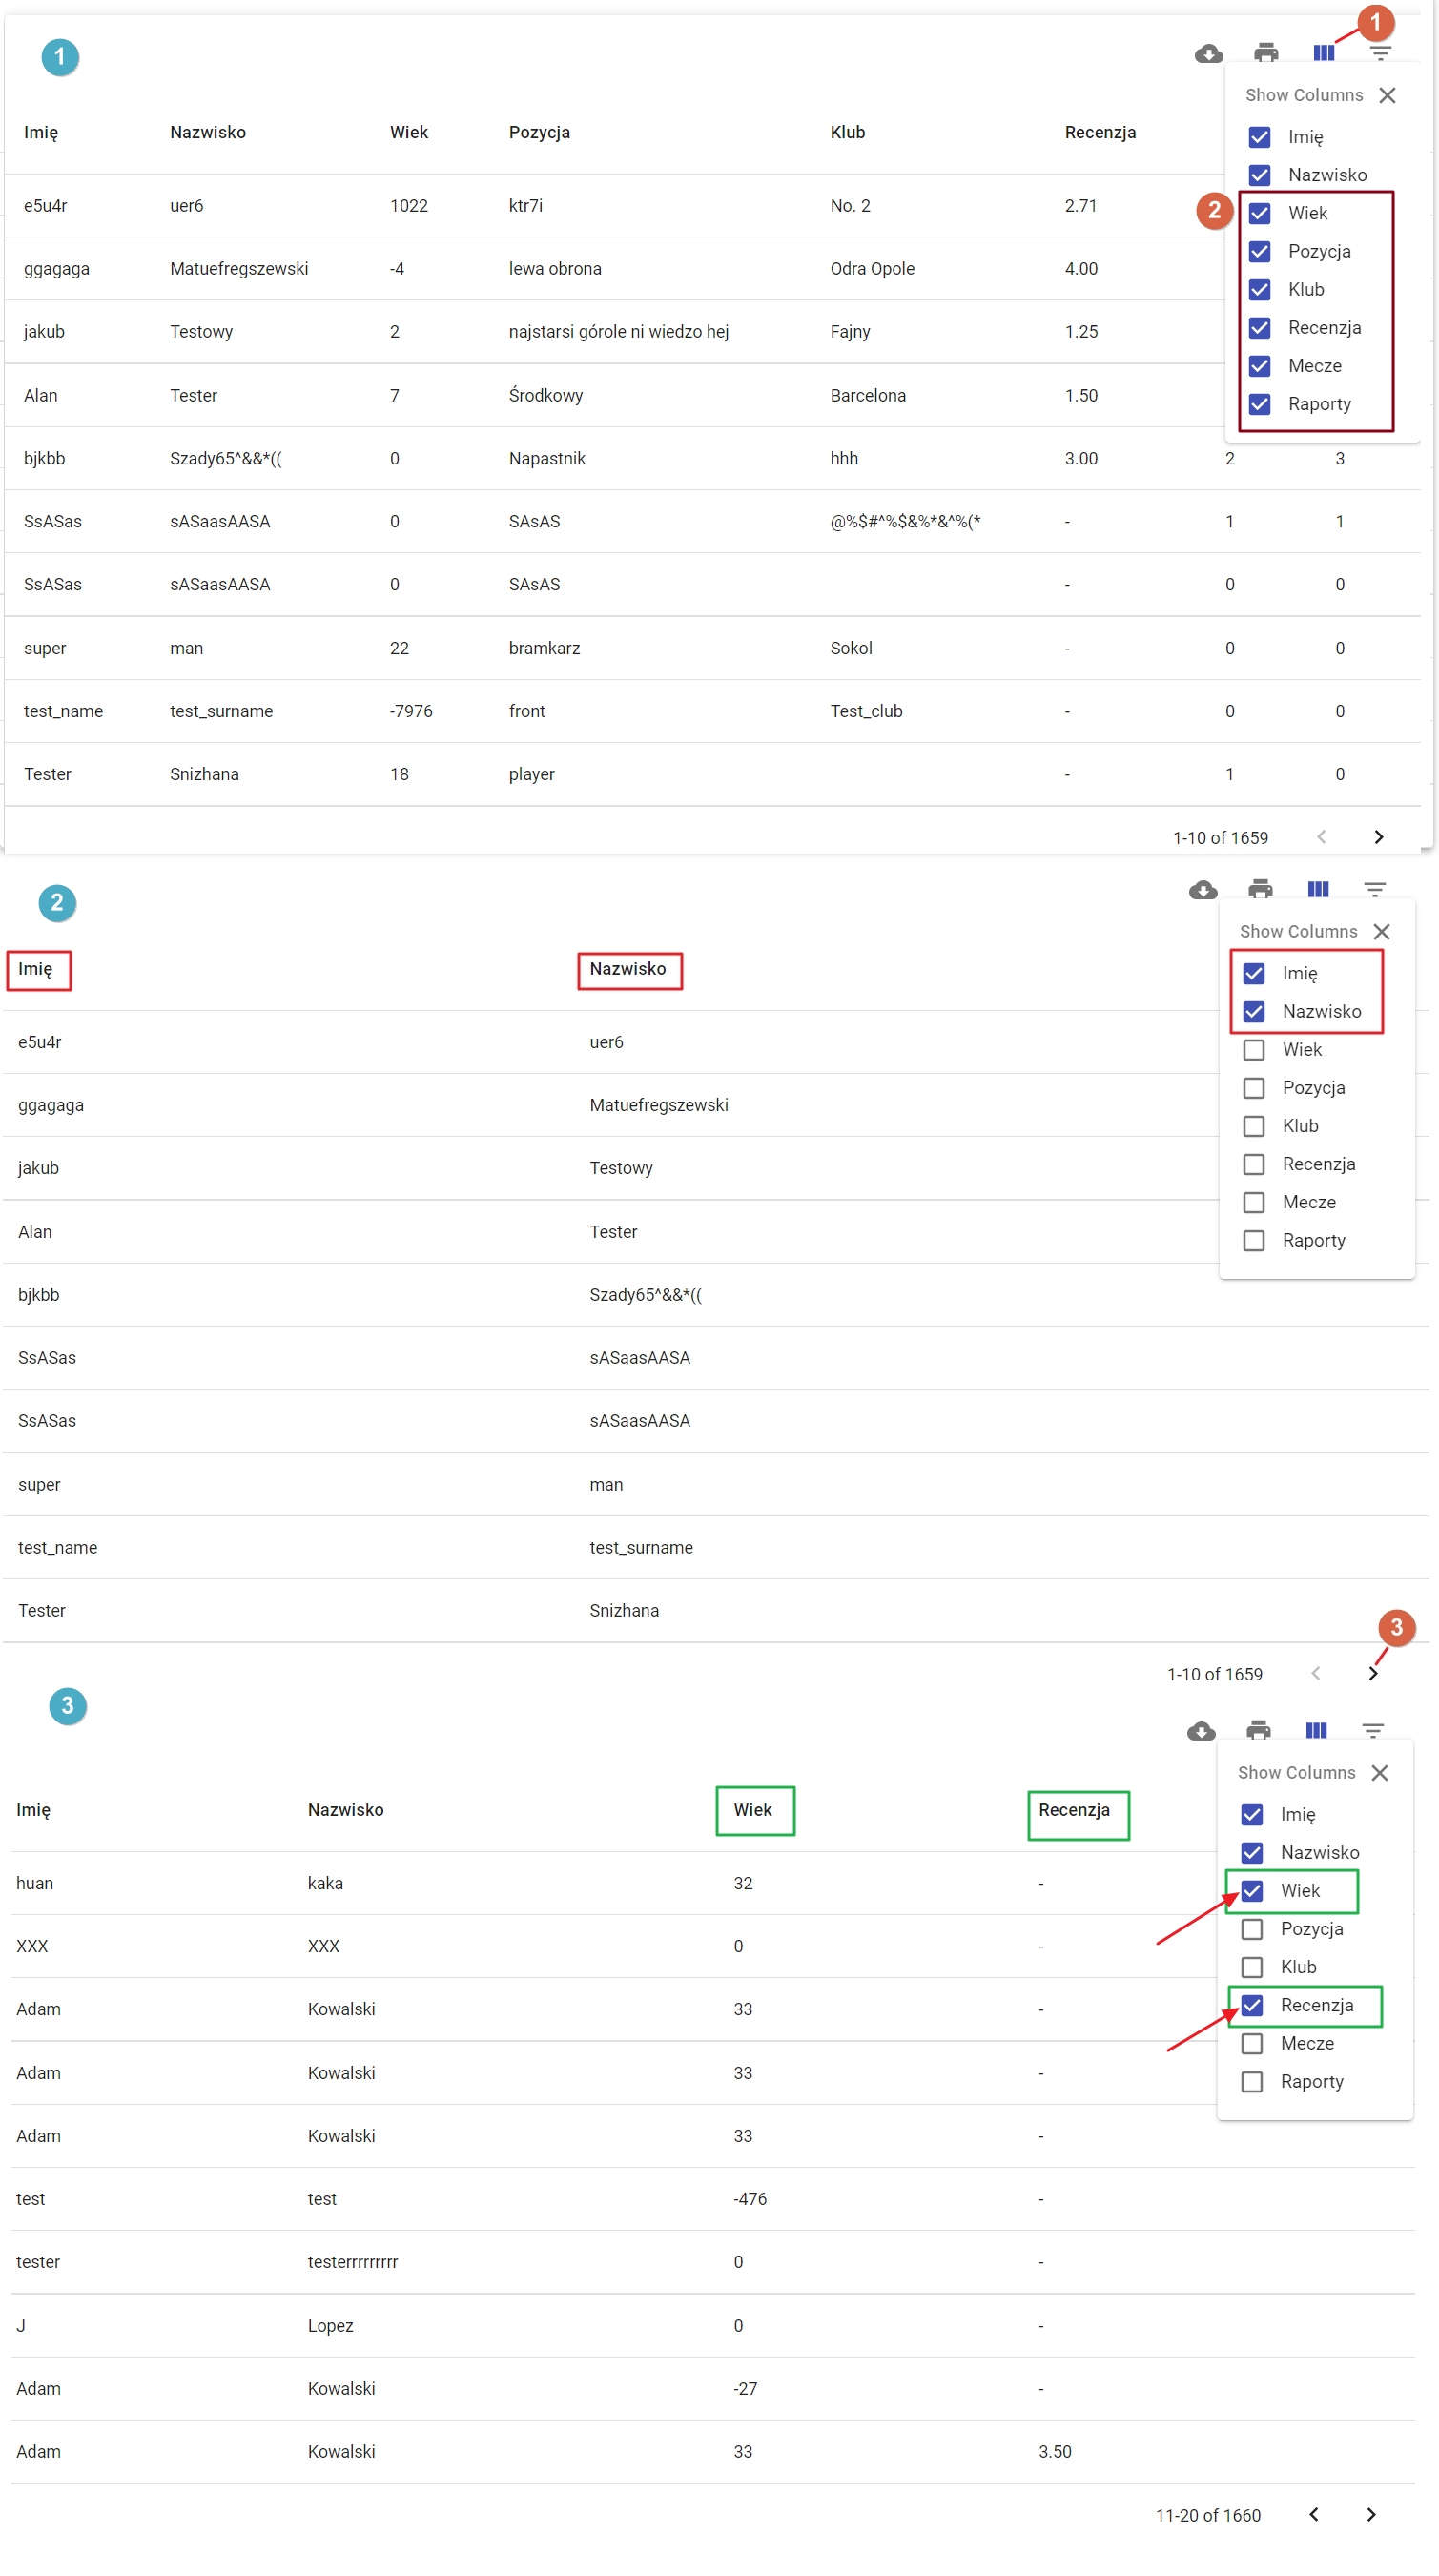 1
1
Show Columns
Imię
Nazwisko
2
Wiek
Pozycja
Klub
Recenzja
Mecze
Raporty
Imię Nazwisko Wiek Pozycja Klub Recenzja
e5u4r uer6 1022 ktr7i No. 2 2.71
ggagaga Matuefregszewski -4 lewa obrona Odra Opole 4.00
jakub Testowy 2 najstarsi górole ni wiedzo hej Fajny 1.25
Alan Tester 7 Środkowy Barcelona 1.50
bjkbb Szady65^&&*(( 0 Napastnik hhh 3.00 2 3
SsASas sASaasAASA 0 SAsAS @%$#^%$&%*&^%(* - 1 1
SsASas sASaasAASA 0 SAsAS - 0 0
super man 22 bramkarz Sokol - 0 0
test_name test_surname -7976 front Test_club - 0 0
Tester Snizhana 18 player - 1 0
1-10 of 1659
2
Show Columns
Imię
Nazwisko
Wiek
Pozycja
Klub
Recenzja
Mecze
Raporty
Imię Nazwisko
e5u4r uer6
ggagaga Matuefregszewski
jakub Testowy
Alan Tester
bjkbb Szady65^&&*((
SsASas sASaasAASA
SsASas sASaasAASA
super man
test_name test_surname
Tester Snizhana
3
1-10 of 1659
3
Show Columns
Imię
Nazwisko
Wiek
Pozycja
Klub
Recenzja
Mecze
Raporty
Imię Nazwisko Wiek Recenzja
huan kaka 32 -
XXX XXX 0 -
Adam Kowalski 33 -
Adam Kowalski 33 -
Adam Kowalski 33 -
test test -476 -
tester testerrrrrrrrr 0 -
J Lopez 0 -
Adam Kowalski -27 -
Adam Kowalski 33 3.50
11-20 of 1660